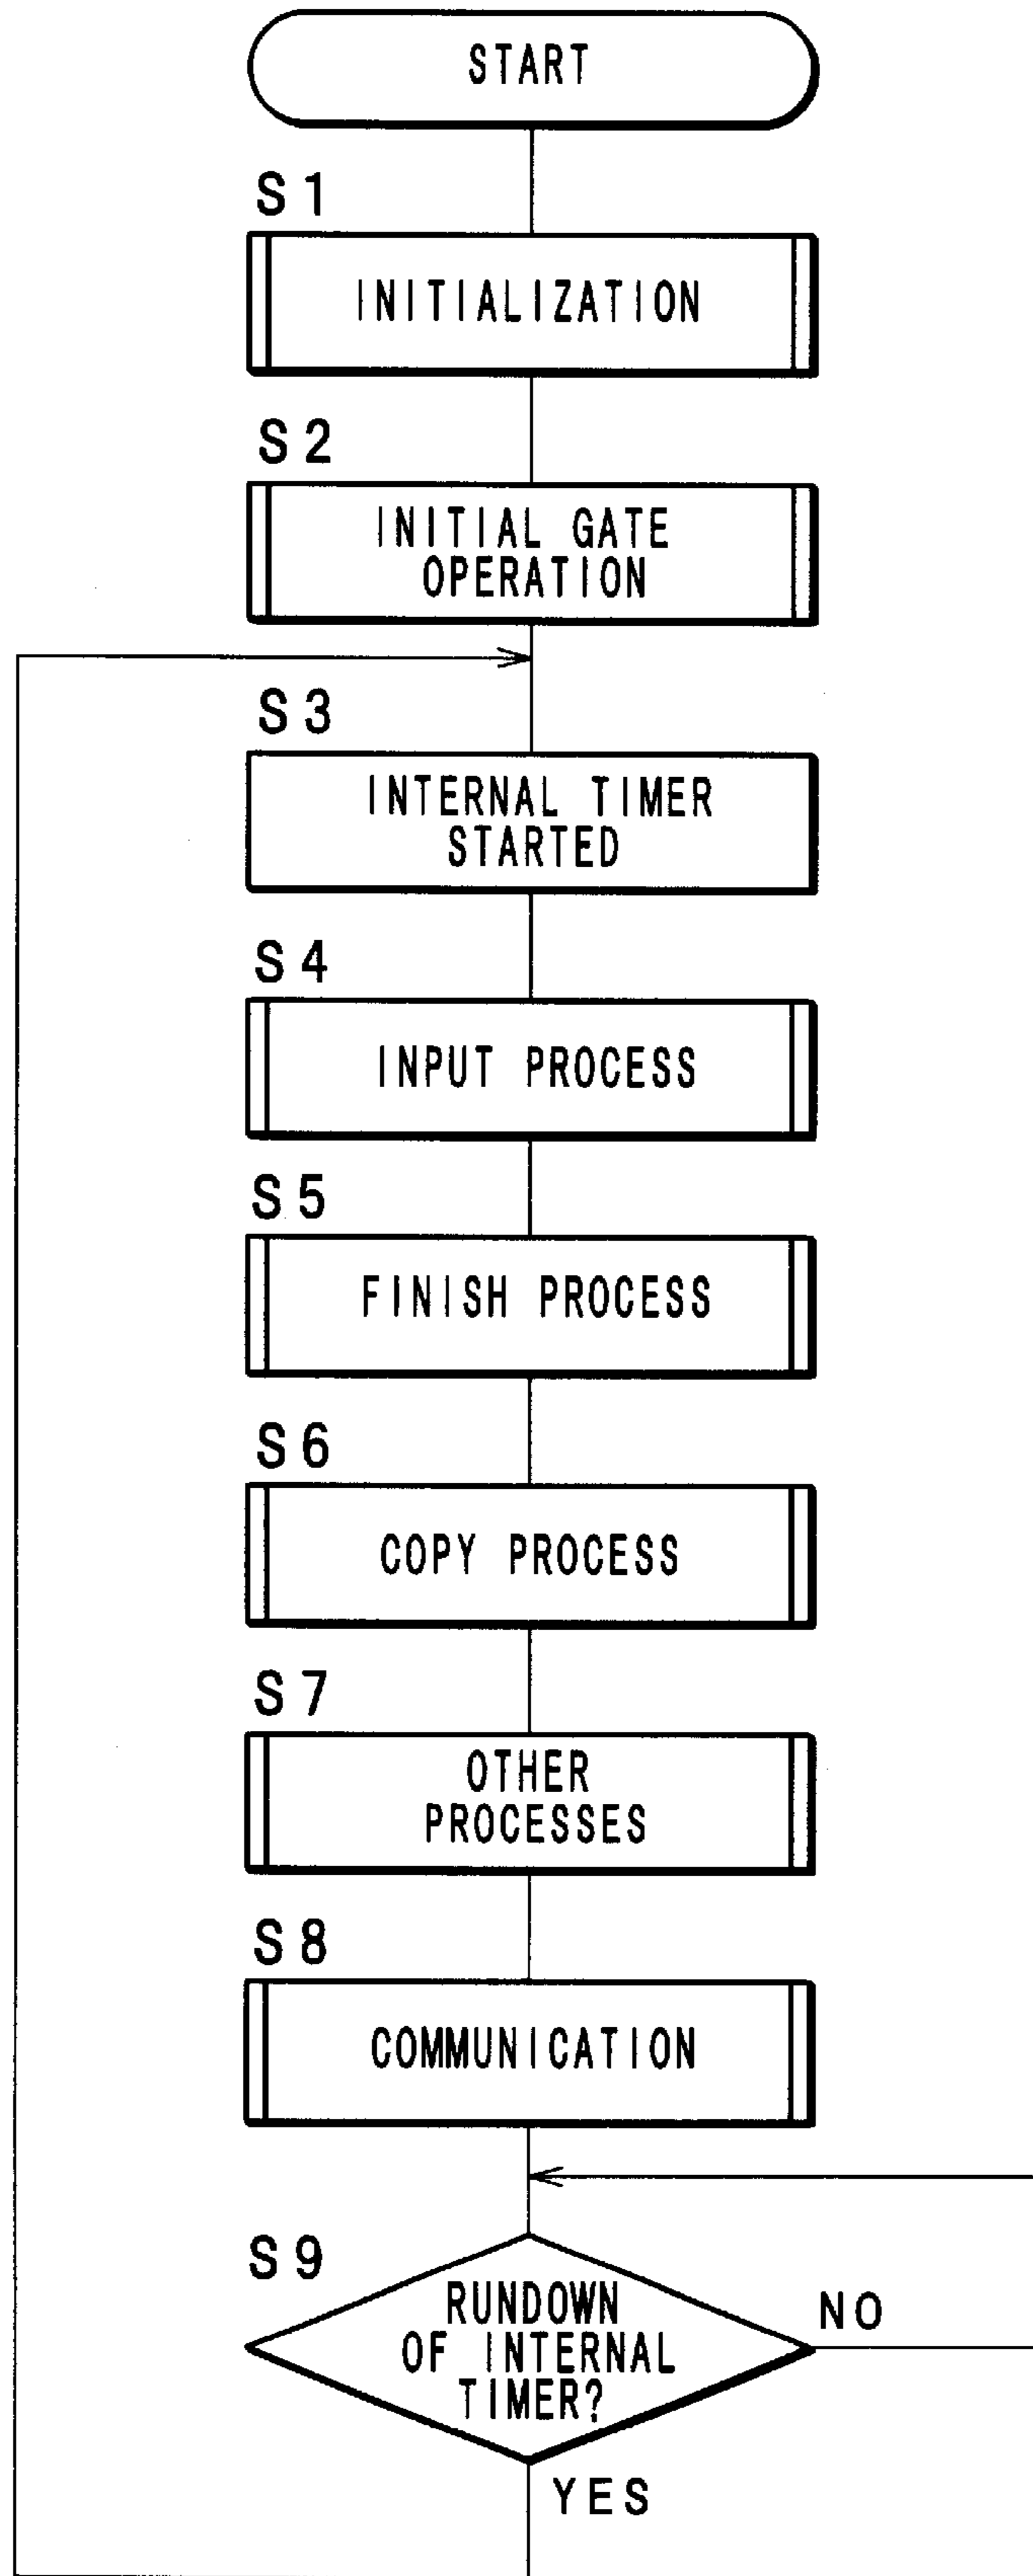 START
S1
INITIALIZATION
S2
INITIAL GATE
OPERATION
S3
INTERNAL TIMER
STARTED
S4
INPUT PROCESS
S5
FINISH PROCESS
S6
COPY PROCESS
S7
OTHER
PROCESSES
S8
COMMUNICATION
S9
RUNDOWN
OF INTERNAL
TIMER?
NO
YES